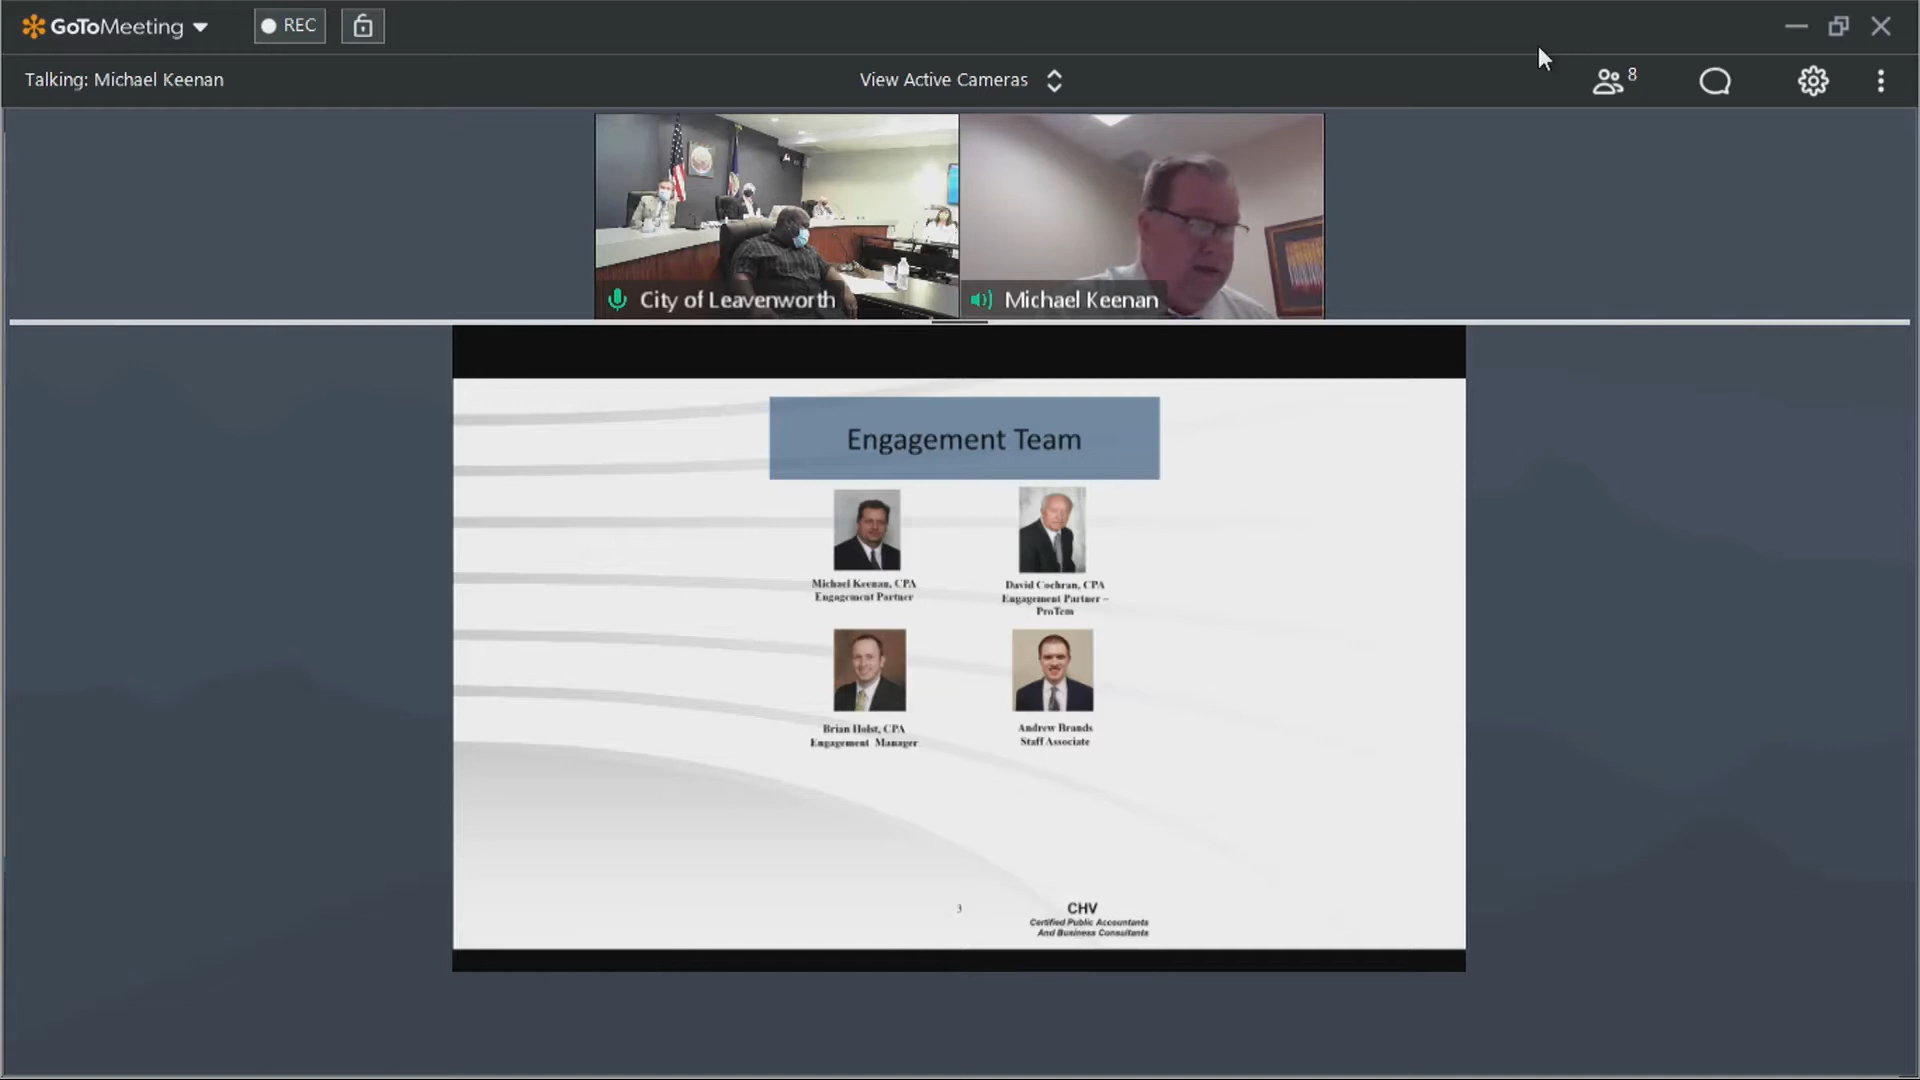 GoToMeeting
REC
Talking: Michael Keenan
View Active Cameras
8
City of Leavenworth
Michael Keenan
Engagement Team
Michael Keenan, CPA
Engagement Partner
David Cochran, CPA
Engagement Partner –
ProTem
Brian Holst, CPA
Engagement Manager
Andrew Brands
Staff Associate
3
CHV
Certified Public Accountants
And Business Consultants